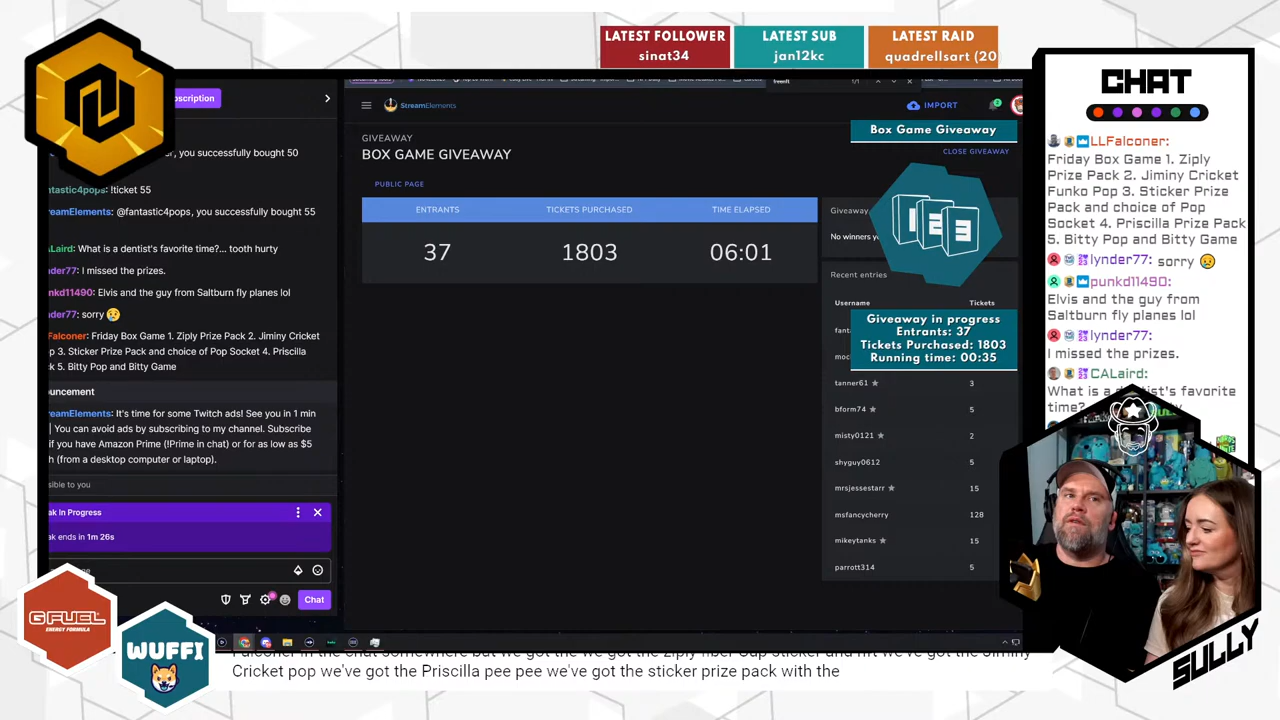 LATEST FOLLOWER
sinat34
LATEST SUB
jan12kc
LATEST RAID
quadrellsart (20
scription
, you successfully bought 50
ntastic4pops: !ticket 55
reamElements: @fantastic4pops, you successfully bought 55
ALaird: What is a dentist's favorite time?... tooth hurty
nder77: I missed the prizes.
nkd11490: Elvis and the guy from Saltburn fly planes lol
nder77: sorry 😥
Falconer: Friday Box Game 1. Ziply Prize Pack 2. Jiminy Cricket
p 3. Sticker Prize Pack and choice of Pop Socket 4. Priscilla
ck 5. Bitty Pop and Bitty Game
ouncement
reamElements: It's time for some Twitch ads! See you in 1 min
| You can avoid ads by subscribing to my channel. Subscribe
if you have Amazon Prime (!Prime in chat) or for as low as $5
h (from a desktop computer or laptop).
sible to you
ak In Progress
ak ends in 1m 26s
Chat
StreamElements
IMPORT
GIVEAWAY
BOX GAME GIVEAWAY
CLOSE GIVEAWAY
PUBLIC PAGE
ENTRANTS
TICKETS PURCHASED
TIME ELAPSED
37
1803
06:01
Box Game Giveaway
Giveaway
No winners y
Recent entries
Username
Tickets
Giveaway in progress
Entrants: 37
Tickets Purchased: 1803
Running time: 00:35
fant
moc
tanner61 3
bform74 5
misty0121 2
shyguy0612 5
mrsjessestarr 15
msfancycherry 128
mikeytanks 15
parrott314 5
CHAT
LLFalconer:
Friday Box Game 1. Ziply
Prize Pack 2. Jiminy Cricket
Funko Pop 3. Sticker Prize
Pack and choice of Pop
Socket 4. Priscilla Prize Pack
5. Bitty Pop and Bitty Game
lynder77: sorry 😥
punkd11490:
Elvis and the guy from
Saltburn fly planes lol
lynder77:
I missed the prizes.
CALaird:
What is a dentist's favorite
time?
SULLY
G FUEL
ENERGY FORMULA
WUFFI
Cricket pop we've got the Priscilla pee pee we've got the sticker prize pack with the